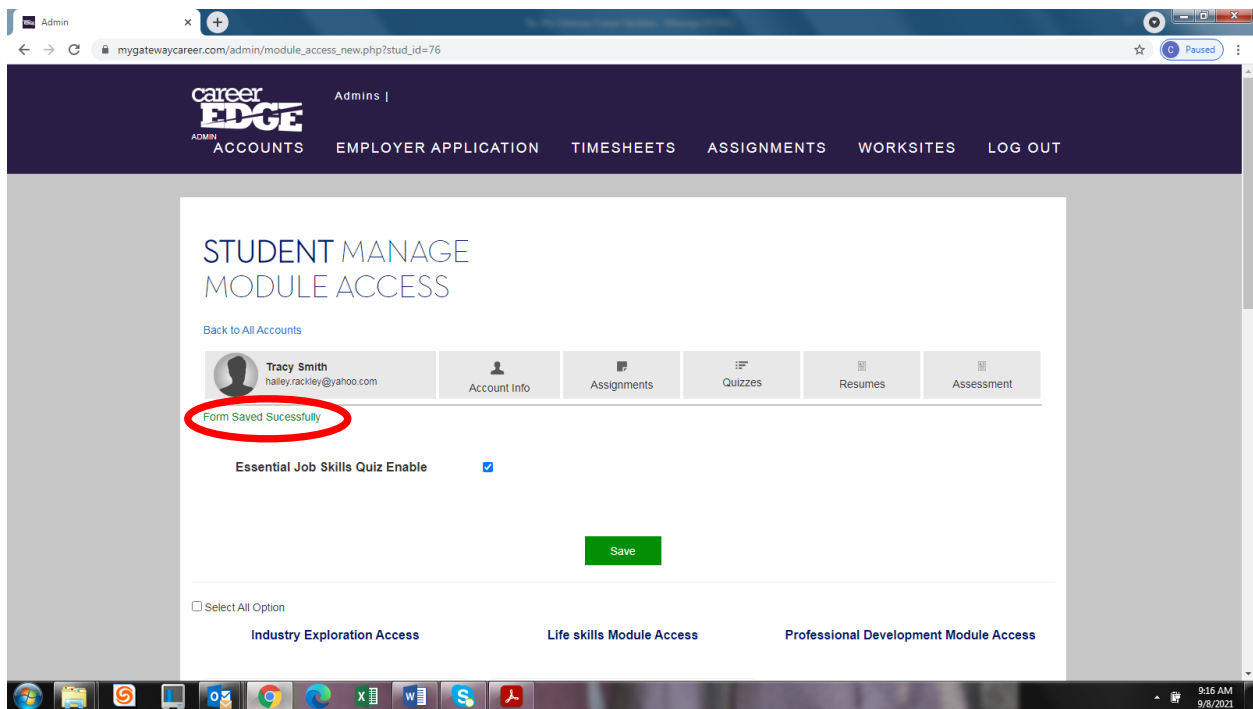 Admin
mygatewaycareer.com/admin/module_access_new.php?stud_id=76
C Paused
career
EDGE
ADMIN
Admins |
ACCOUNTS EMPLOYER APPLICATION TIMESHEETS ASSIGNMENTS WORKSITES LOG OUT
STUDENT MANAGE
MODULE ACCESS
Back to All Accounts
Tracy Smith
hailey.rackley@yahoo.com
Account Info Assignments Quizzes Resumes Assessment
Form Saved Sucessfully
Essential Job Skills Quiz Enable
Save
Select All Option
Industry Exploration Access Life skills Module Access Professional Development Module Access
9:16 AM
9/8/2021